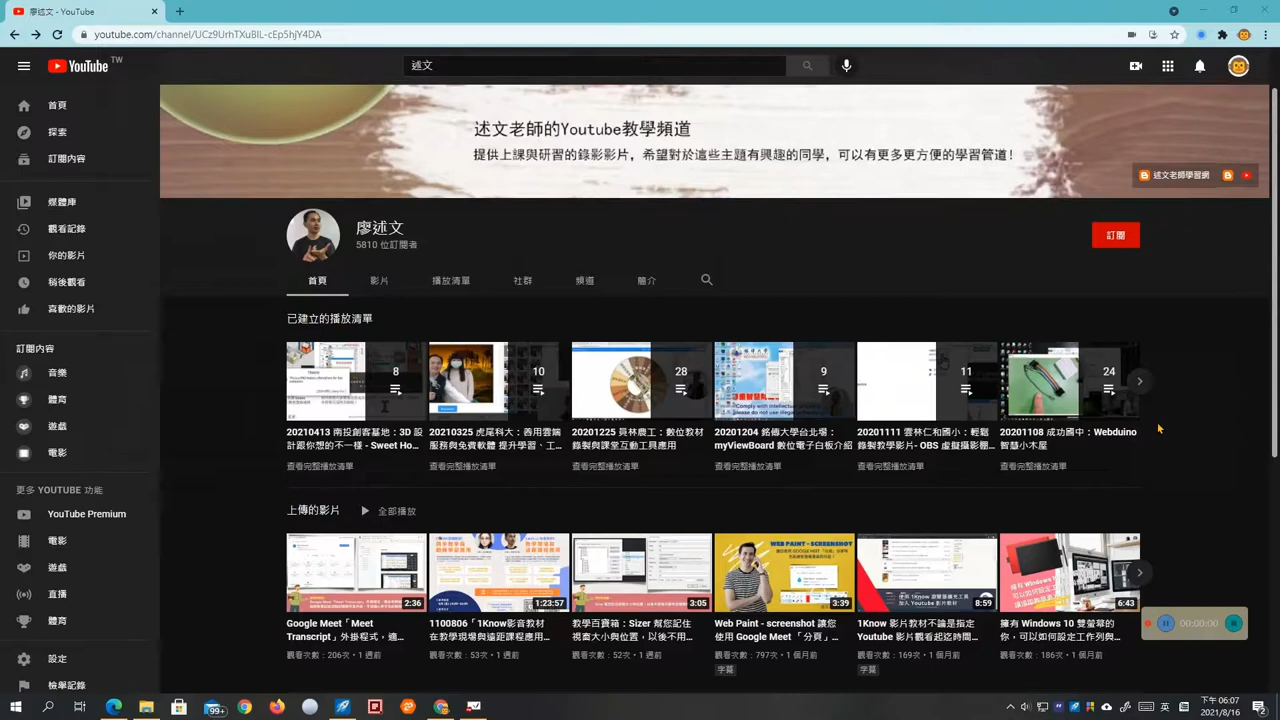 廖述文 - YouTube
youtube.com/channel/UCz9UrhTXuBIL-cEp5hjY4DA
YouTube TW
述文
首頁
探索
訂閱內容
媒體庫
觀看記錄
你的影片
稍後觀看
喜歡的影片
訂閱內容
電影
更多 YOUTUBE 功能
YouTube Premium
電影
遊戲
直播
設定
檢舉記錄
述文老師的Youtube教學頻道
提供上課與研習的錄影影片，希望對於這些主題有興趣的同學，可以有更多更方便的學習管道！
述文老師學習網
廖述文
5810 位訂閱者
訂閱
首頁
影片
播放清單
社群
頻道
簡介
已建立的播放清單
8
10
28
9
11
24
20210413 南投創客基地：3D 設
計跟你想的不一樣 - Sweet Ho...
查看完整播放清單
20210325 虎尾科大：善用雲端
服務與免費軟體 提升學習、工...
查看完整播放清單
20201225 員林農工：數位教材
錄製與課堂互動工具應用
查看完整播放清單
20201204 銘傳大學台北場：
myViewBoard 數位電子白板介紹
查看完整播放清單
20201111 雲林仁和國小：輕鬆
錄製教學影片- OBS 虛擬攝影棚...
查看完整播放清單
20201108 成功國中：Webduino
智慧小木屋
查看完整播放清單
上傳的影片
全部播放
2:36
1:23:57
3:05
WEB PAINT - SCREENSHOT
3:39
8:59
6:43
Google Meet「Meet
Transcript」外掛程式，適...
觀看次數：206次 • 1 週前
1100806「1Know影音教材
在教學現場與遠距課程應用...
觀看次數：53次 • 1 週前
教學百寶箱：Sizer 幫您記住
視窗大小與位置，以後不用...
觀看次數：52次 • 1 週前
Web Paint - screenshot 讓您
使用 Google Meet 「分頁」...
觀看次數：797次 • 1 個月前
字幕
1Know 影片教材不論是指定
Youtube 影片觀看起迄時間...
觀看次數：169次 • 1 個月前
字幕
擁有 Windows 10 雙螢幕的
你，可以如何設定工作列與...
觀看次數：186次 • 1 個月前
00:00:00
99+
英
下午 06:07
2021/8/16
2